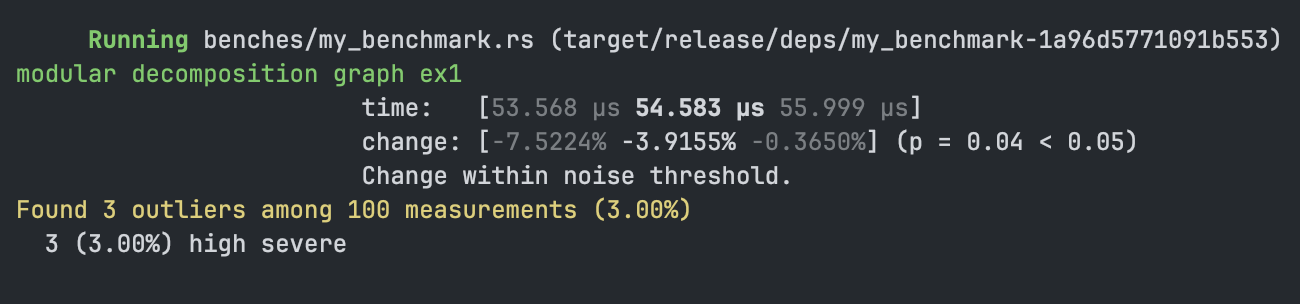 Running benches/my_benchmark.rs (target/release/deps/my_benchmark-1a96d5771091b553)
modular decomposition graph ex1
time: [53.568 µs 54.583 µs 55.999 µs]
change: [-7.5224% -3.9155% -0.3650%] (p = 0.04 < 0.05)
Change within noise threshold.
Found 3 outliers among 100 measurements (3.00%)
3 (3.00%) high severe